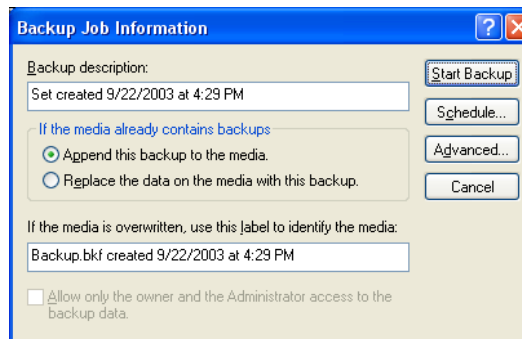 Backup Job Information
Backup description:
Set created 9/22/2003 at 4:29 PM
If the media already contains backups
Append this backup to the media.
Replace the data on the media with this backup.
If the media is overwritten, use this label to identify the media:
Backup.bkf created 9/22/2003 at 4:29 PM
Allow only the owner and the Administrator access to the
backup data.
Start Backup
Schedule...
Advanced...
Cancel